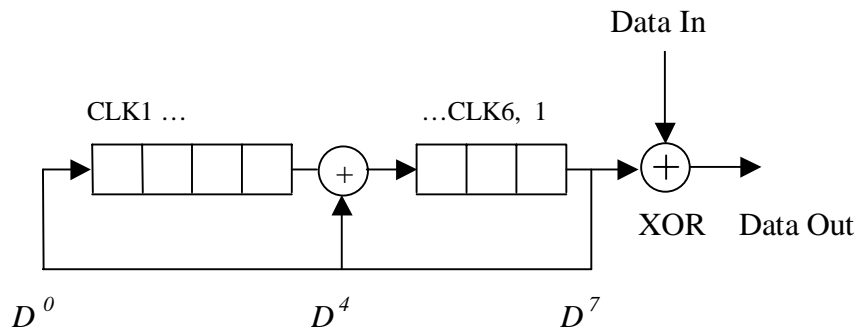 Data In
CLK1 … …CLK6, 1
+ +
XOR Data Out
D⁰ D⁴ D⁷